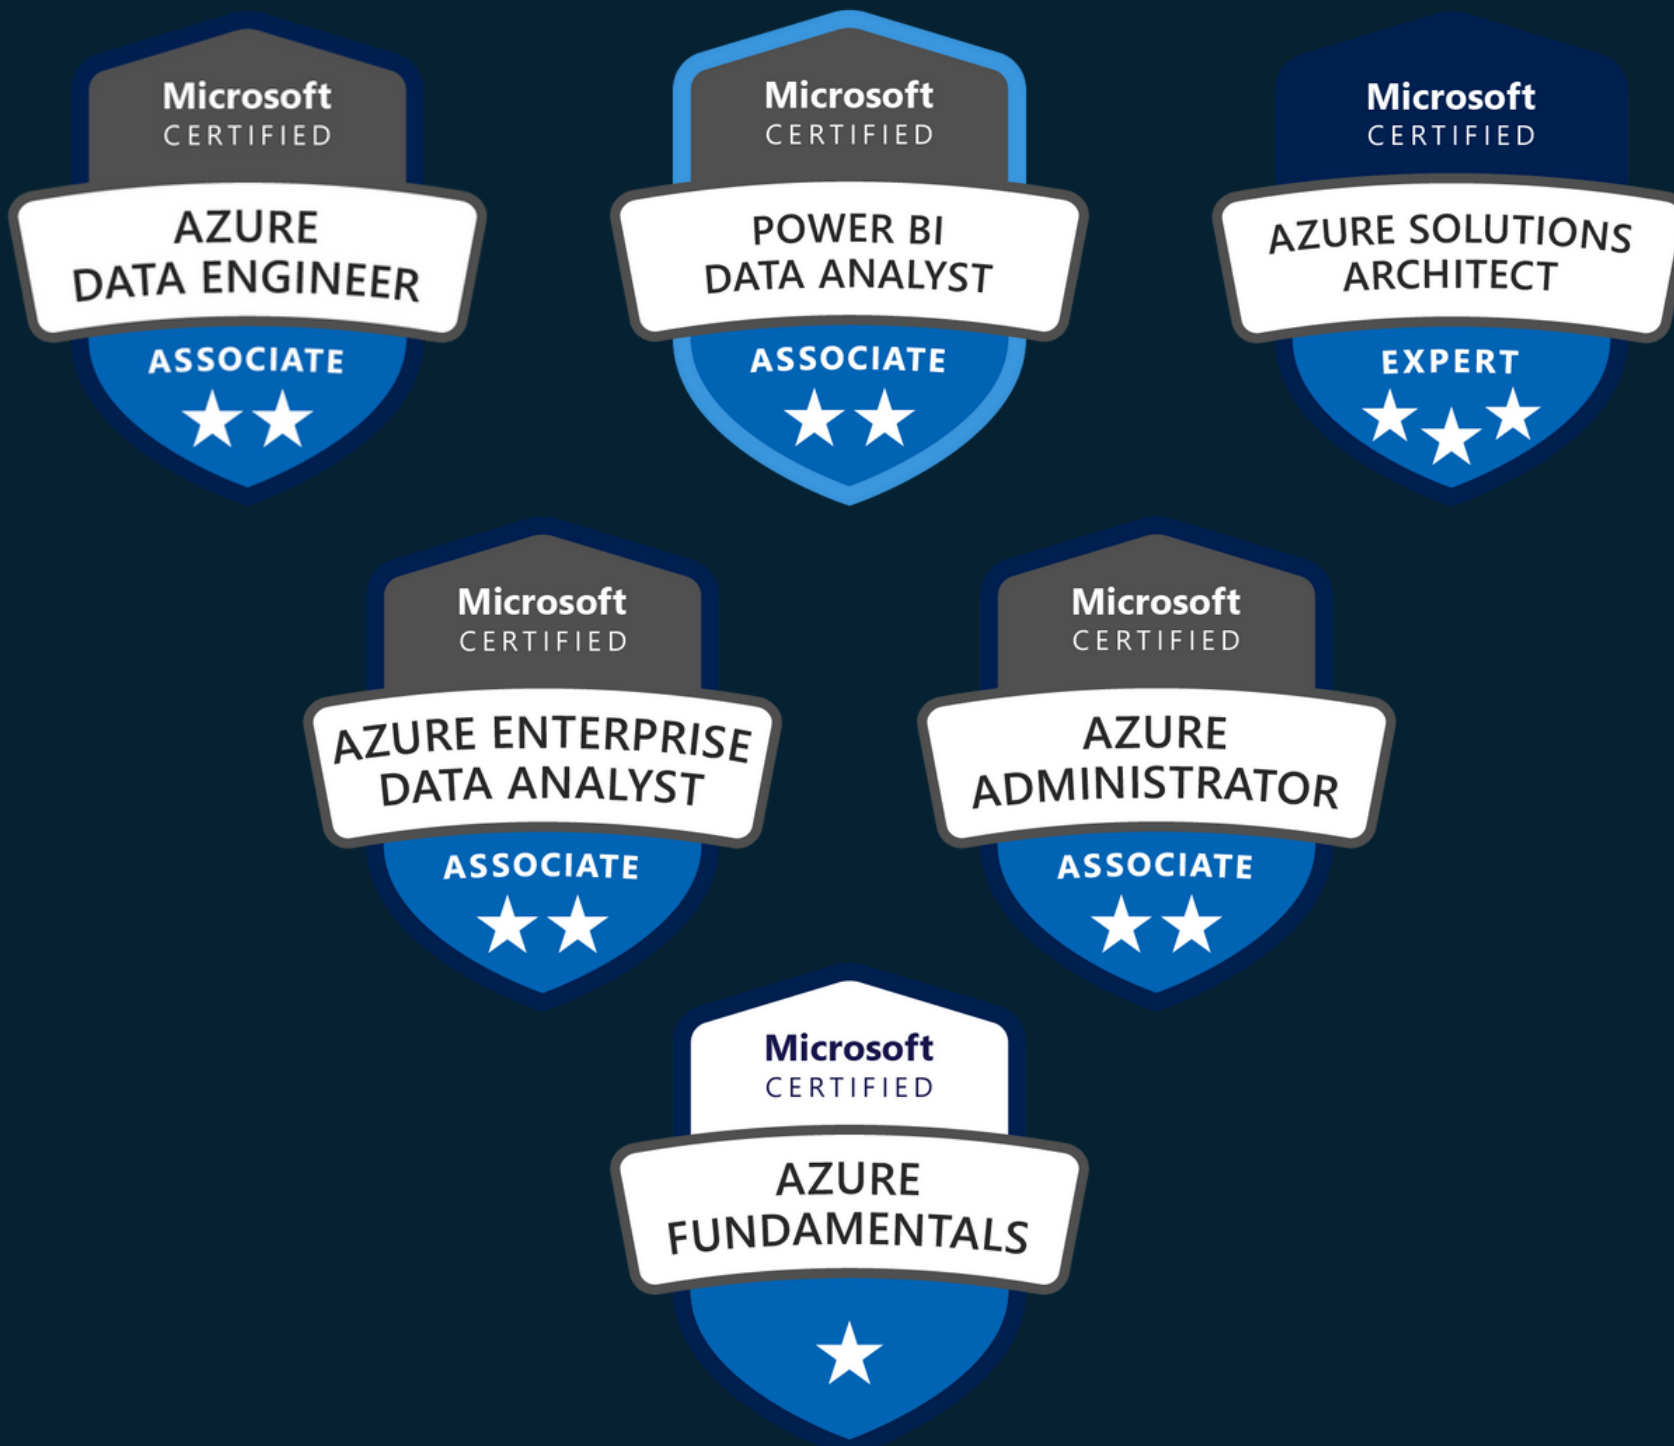 Microsoft
CERTIFIED
AZURE
DATA ENGINEER
ASSOCIATE
Microsoft
CERTIFIED
POWER BI
DATA ANALYST
ASSOCIATE
Microsoft
CERTIFIED
AZURE SOLUTIONS
ARCHITECT
EXPERT
Microsoft
CERTIFIED
AZURE ENTERPRISE
DATA ANALYST
ASSOCIATE
Microsoft
CERTIFIED
AZURE
ADMINISTRATOR
ASSOCIATE
Microsoft
CERTIFIED
AZURE
FUNDAMENTALS